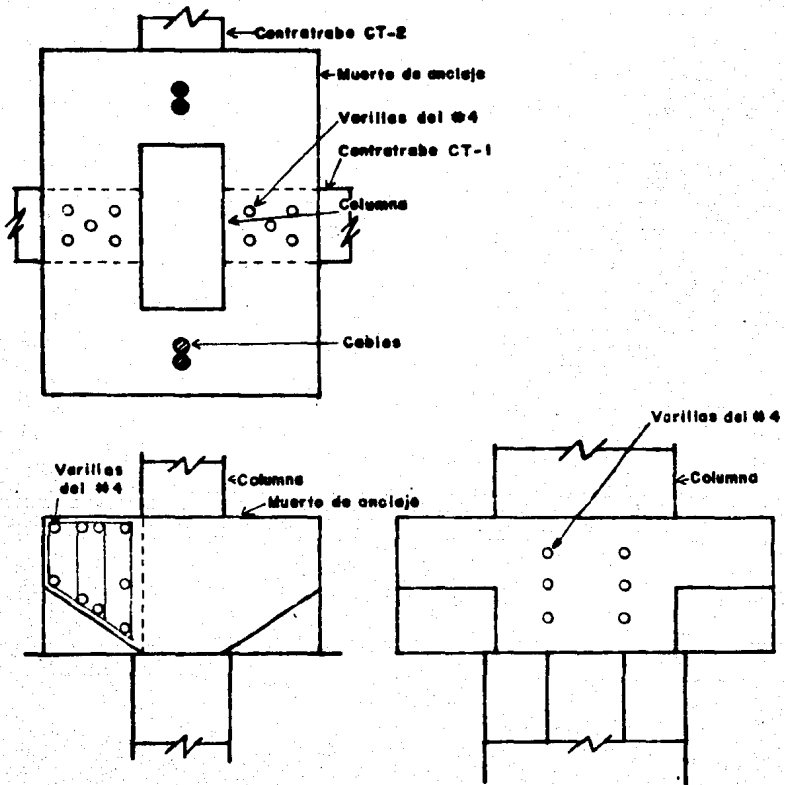 Contratrabe CT-2
Muerto de anclaje
Varillas del #4
Contratrabe CT-1
Columna
Cables
Varillas del #4
Columna
Varillas
del #4
Columna
Muerto de anclaje